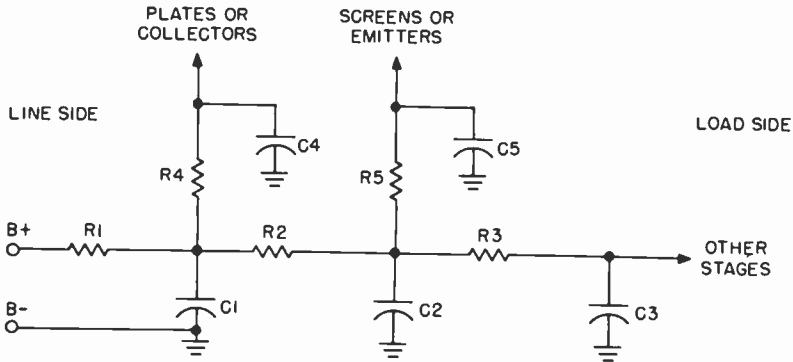 PLATES OR
COLLECTORS
SCREENS OR
EMITTERS
LINE SIDE
LOAD SIDE
C4
C5
R4
R5
B+
R1
R2
R3
OTHER
STAGES
B-
C1
C2
C3